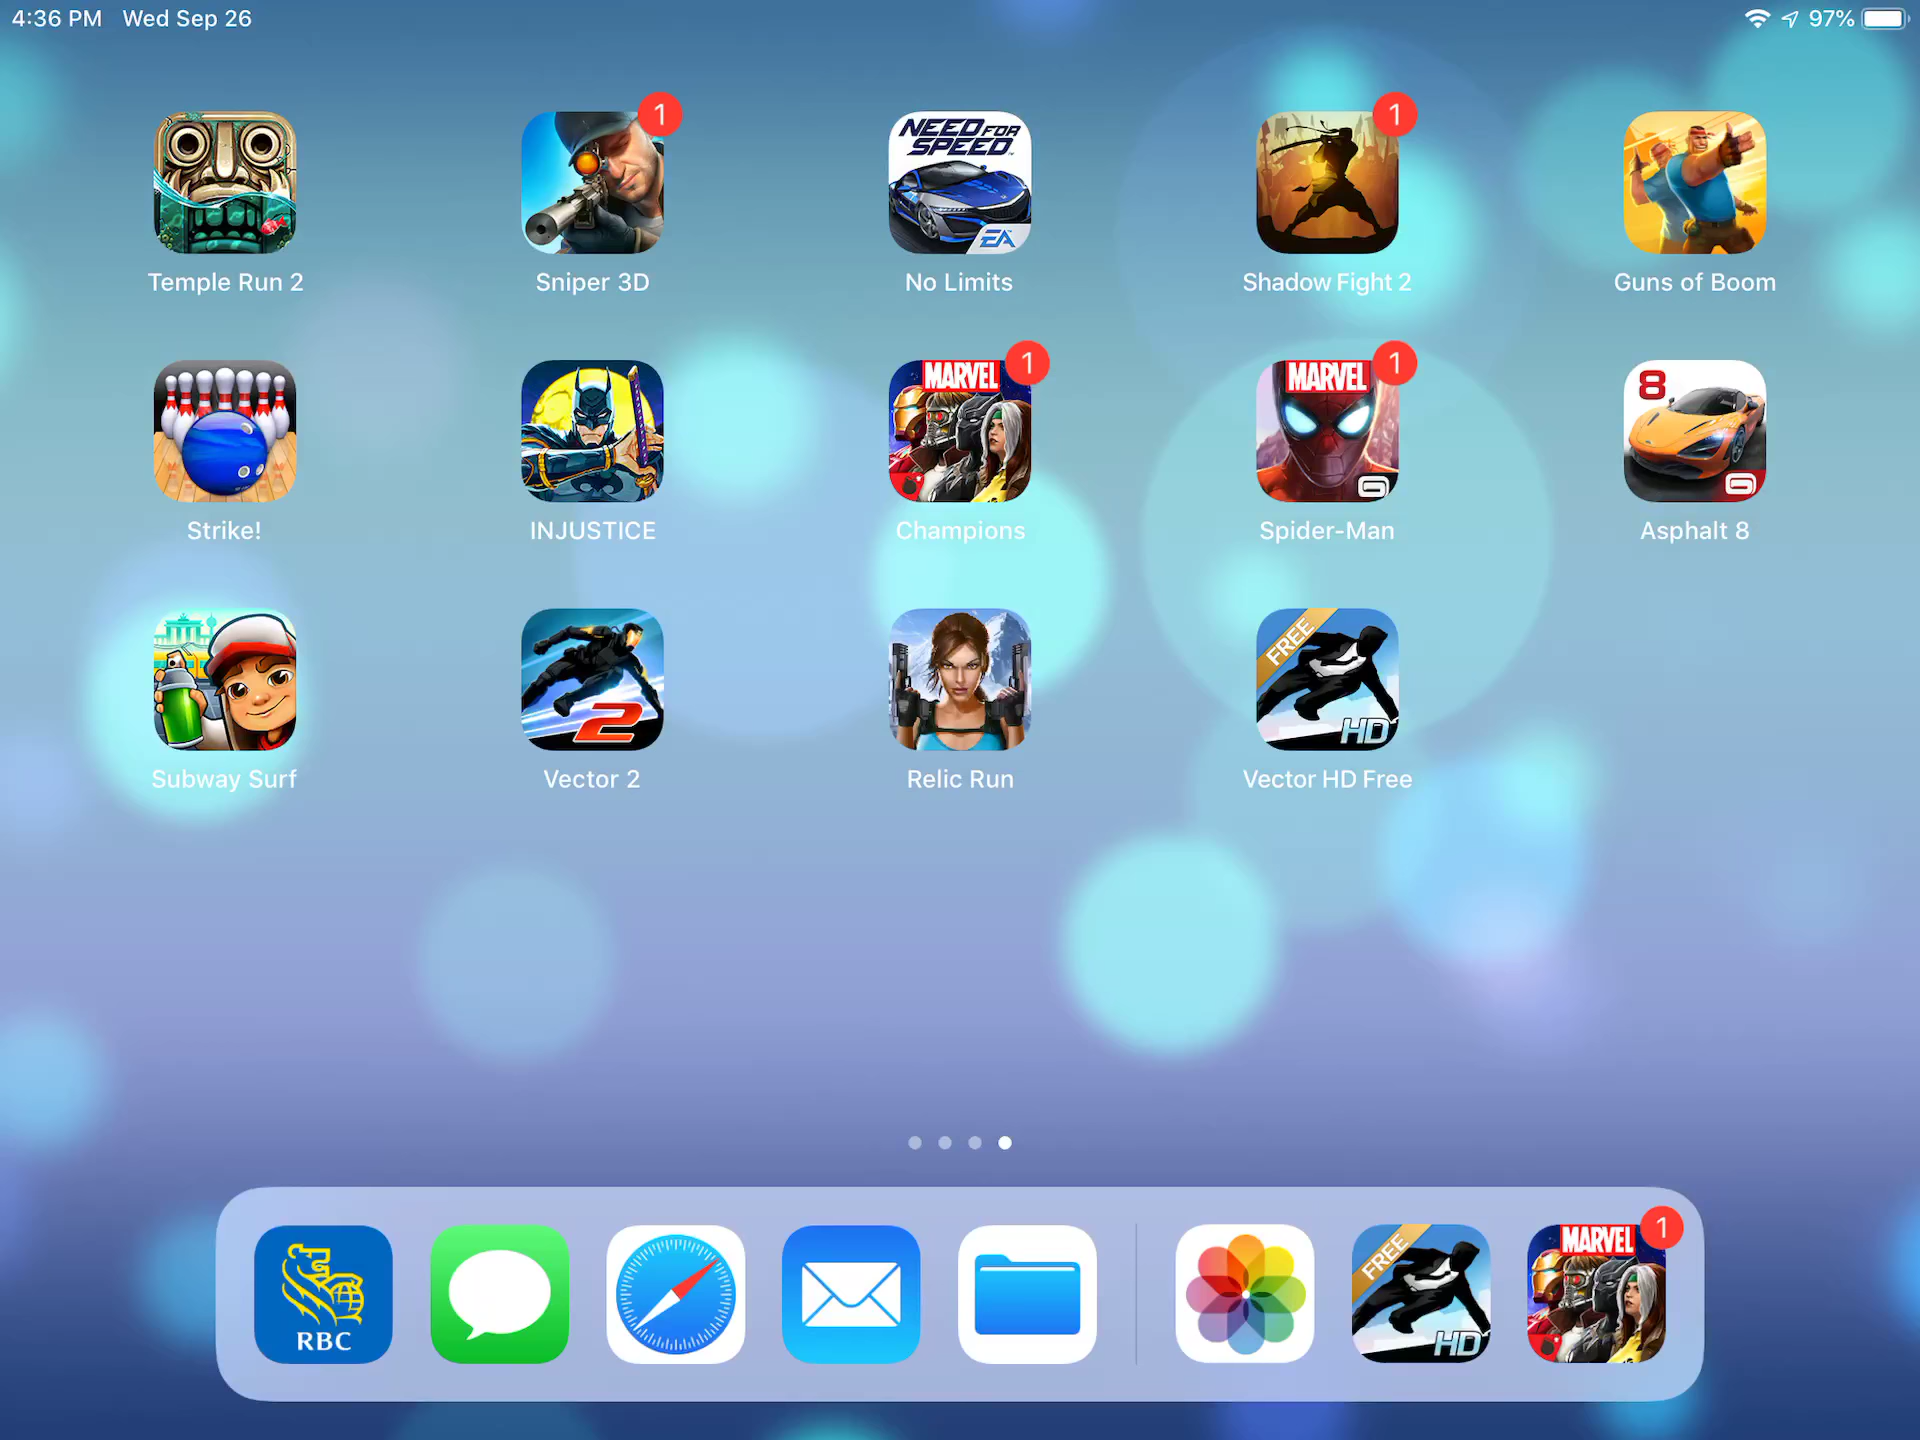 4:36 PM Wed Sep 26
97%
1
NEED FOR
SPEED
EA
1
Temple Run 2
Sniper 3D
No Limits
Shadow Fight 2
Guns of Boom
MARVEL
1
MARVEL
1
8
Strike!
INJUSTICE
Champions
Spider-Man
Asphalt 8
2
FREE
HD
Subway Surf
Vector 2
Relic Run
Vector HD Free
RBC
FREE
HD
MARVEL
1